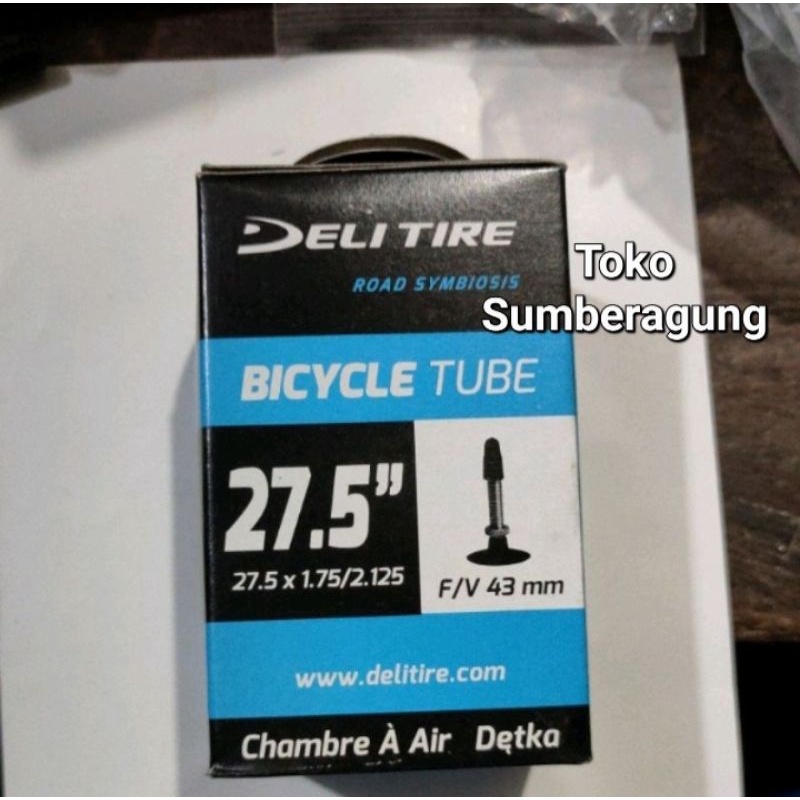 DELI TIRE
ROAD SYMBIOSIS
Toko
Sumberagung
BICYCLE TUBE
27.5”
27.5 x 1.75/2.125
F/V 43 mm
www.delitire.com
Chambre À Air Dętka